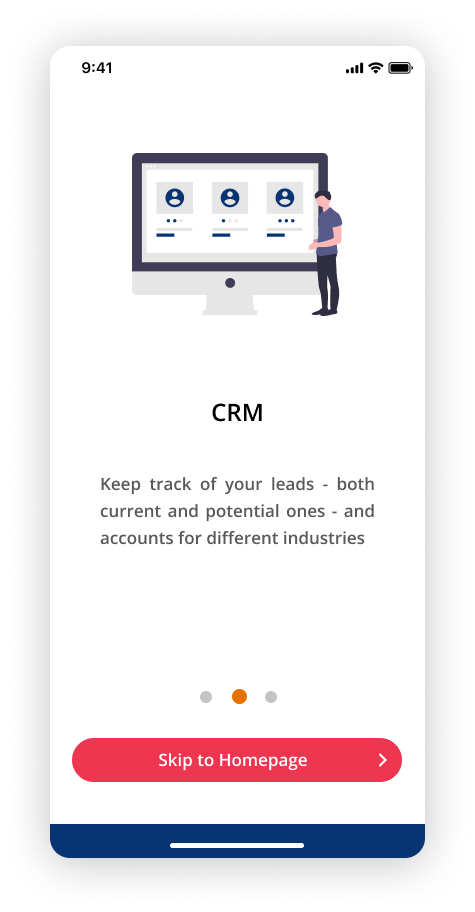 9:41
CRM
Keep track of your leads - both
current and potential ones - and
accounts for different industries
Skip to Homepage